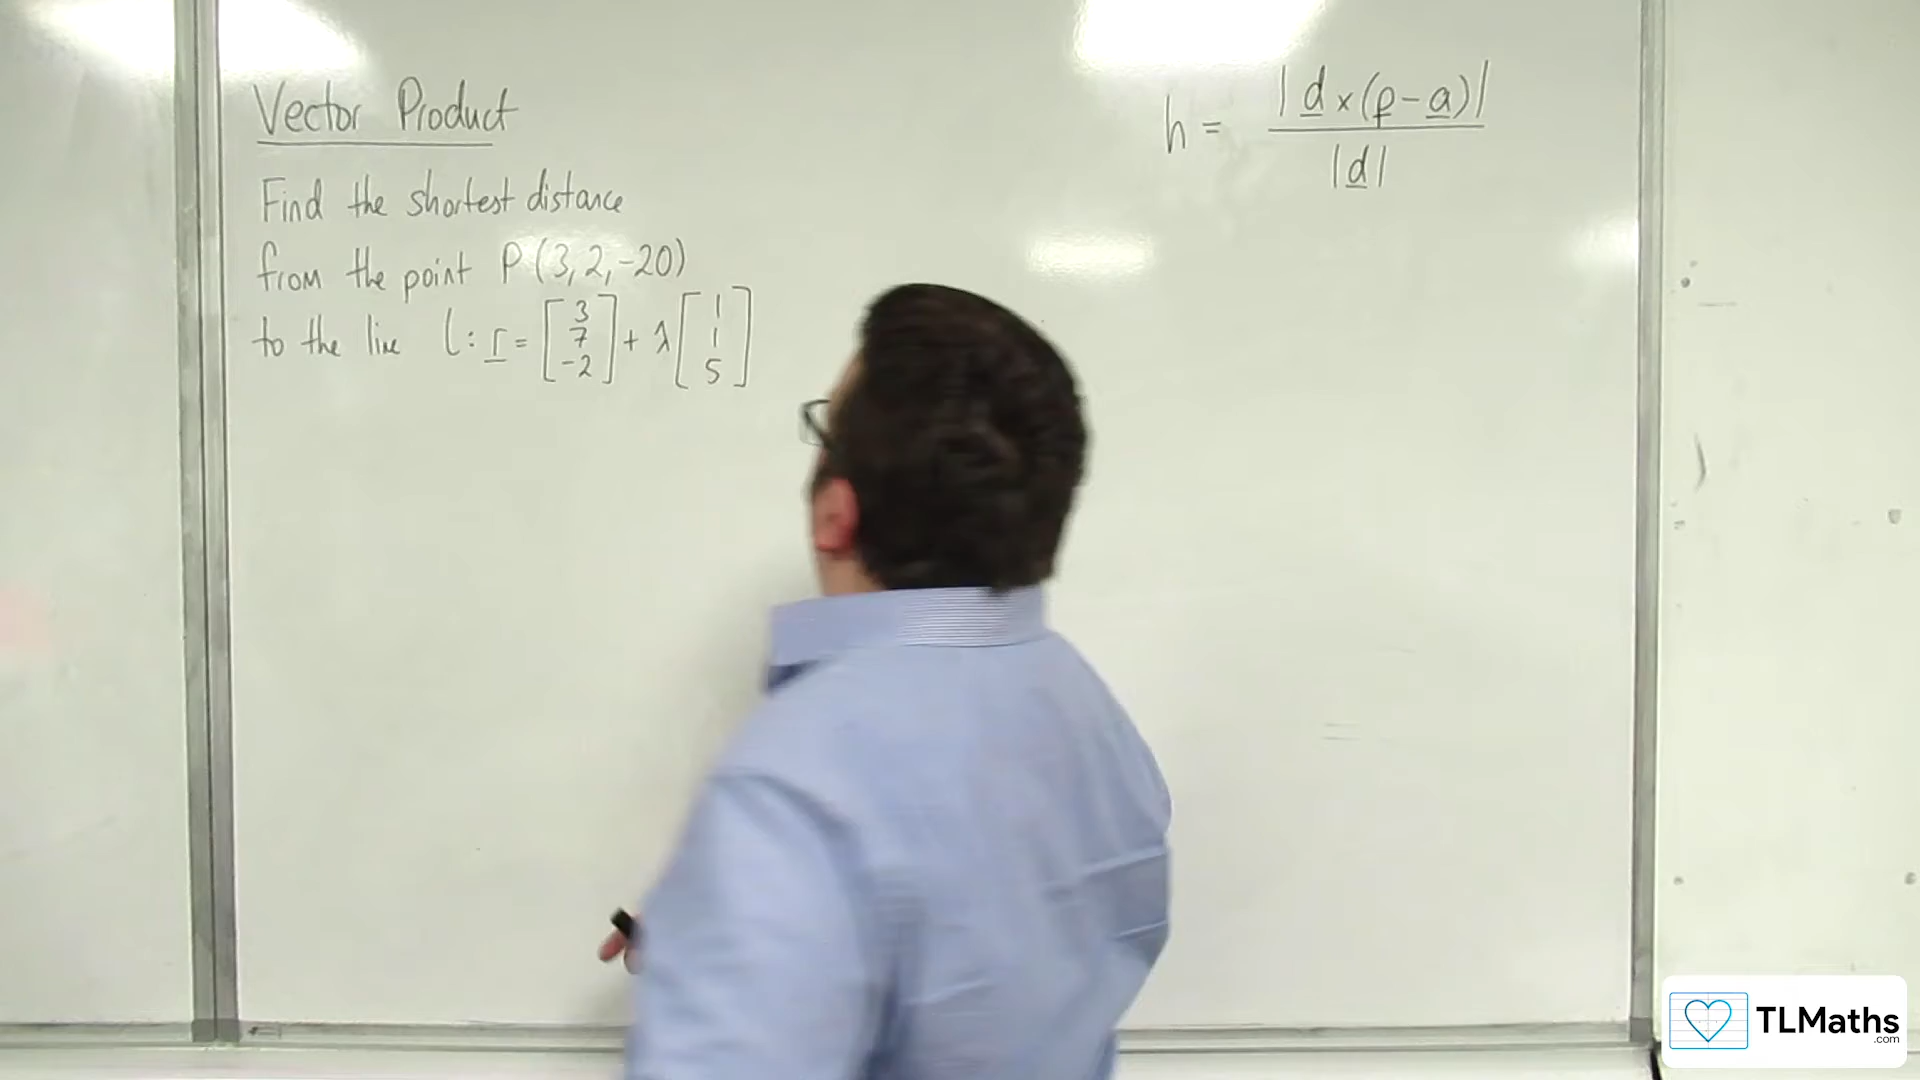 Vector Product
h = |d×(p-a)| / |d|
Find the shortest distance
from the point P(3,2,-20)
to the line l: r = [3 7 -2] + λ[1 1 5]
TLMaths
.com